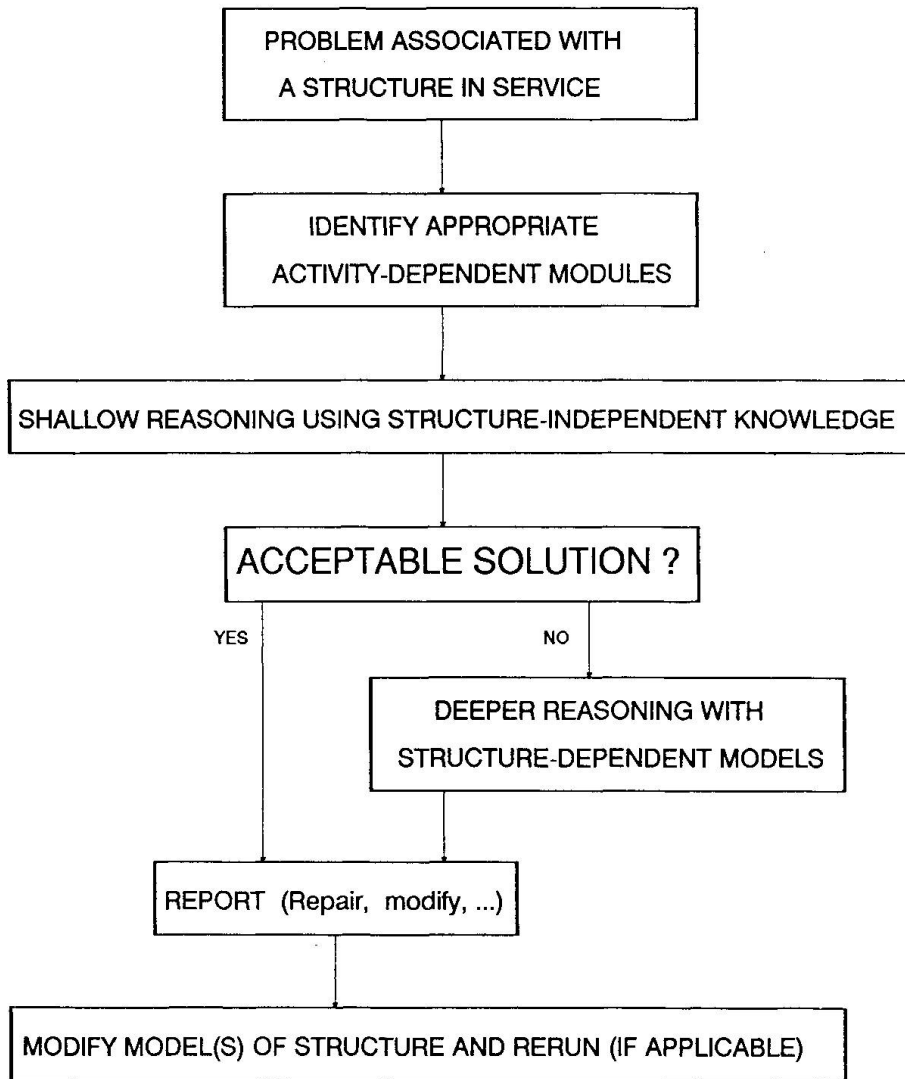 PROBLEM ASSOCIATED WITH
A STRUCTURE IN SERVICE
IDENTIFY APPROPRIATE
ACTIVITY-DEPENDENT MODULES
SHALLOW REASONING USING STRUCTURE-INDEPENDENT KNOWLEDGE
ACCEPTABLE SOLUTION ?
YES
NO
DEEPER REASONING WITH
STRUCTURE-DEPENDENT MODELS
REPORT (Repair, modify, ...)
MODIFY MODEL(S) OF STRUCTURE AND RERUN (IF APPLICABLE)